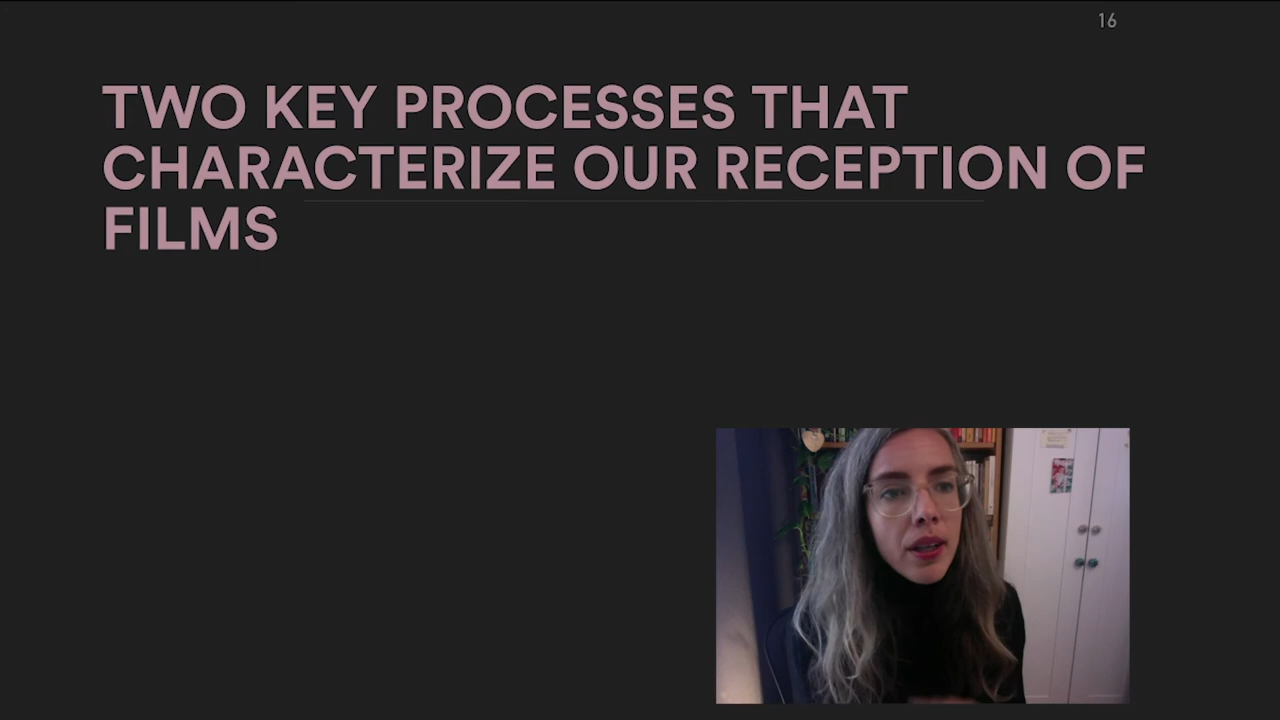 16
TWO KEY PROCESSES THAT
CHARACTERIZE OUR RECEPTION OF
FILMS